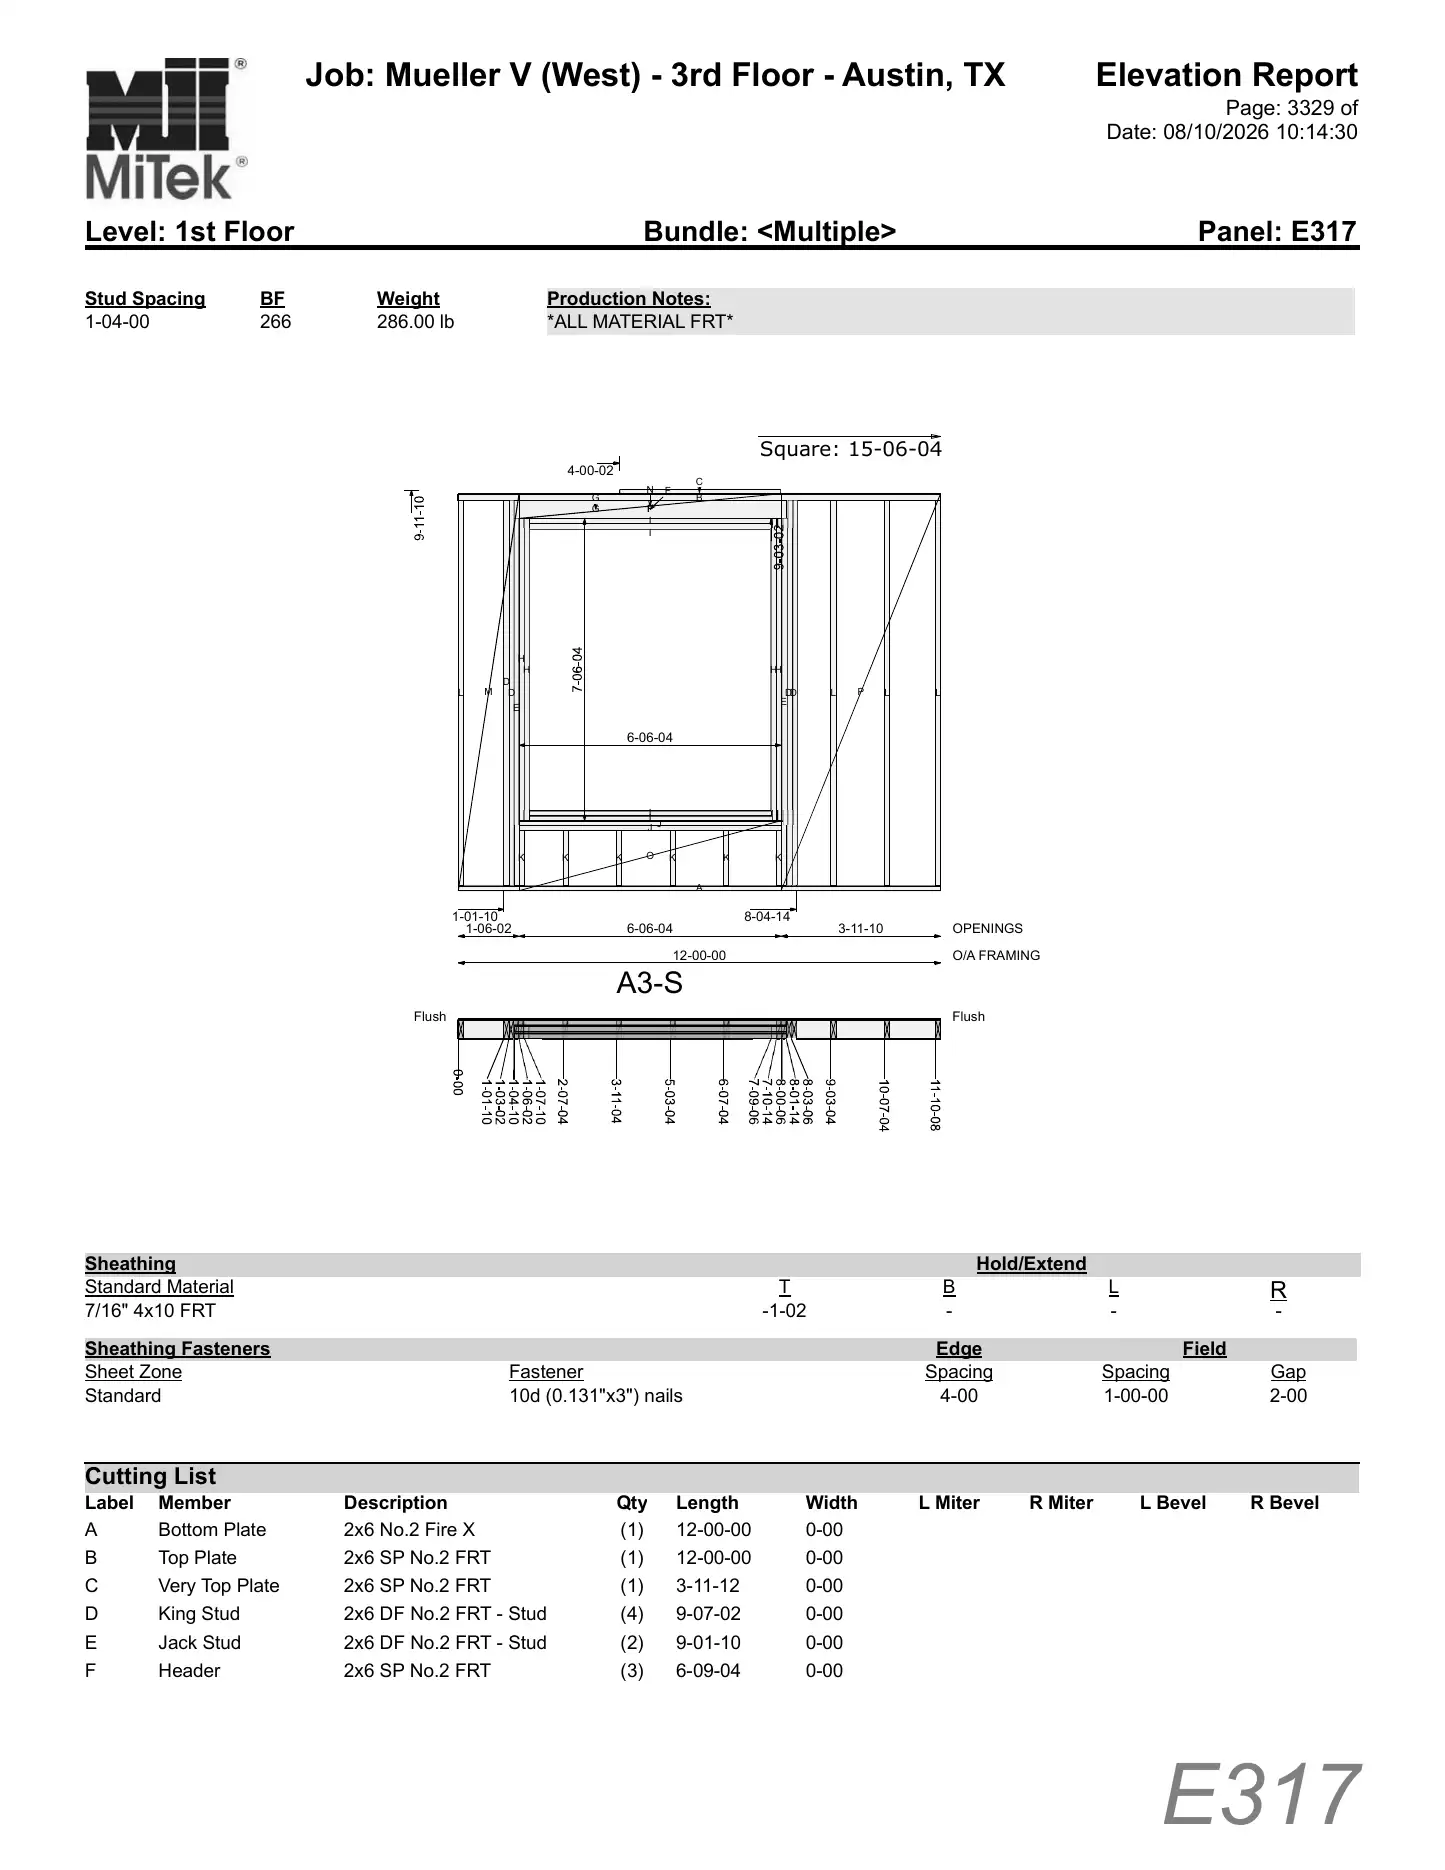 Job: Mueller V (West) - 3rd Floor - Austin, TX
Elevation Report
Page: 3329 of
Date: 08/10/2026 10:14:30
MiTek®
Level: 1st Floor Bundle: <Multiple> Panel: E317
Stud Spacing BF Weight Production Notes:
1-04-00 266 286.00 lb *ALL MATERIAL FRT*
Square: 15-06-04
4-00-02
C
N F
G B
G
9-11-10
9-03-02
I
7-06-04
H
H HH
D
L M D DD L P L L
E E
6-06-04
J
K K K O K K K
A
1-01-10 8-04-14
1-06-02 6-06-04 3-11-10 OPENINGS
12-00-00 O/A FRAMING
A3-S
Flush Flush
0-00
1-01-10
1-03-02
1-04-10
1-06-02
1-07-10
2-07-04
3-11-04
5-03-04
6-07-04
7-09-06
7-10-14
8-00-06
8-01-14
8-03-06
9-03-04
10-07-04
11-10-08
Sheathing Hold/Extend
Standard Material T B L R
7/16" 4x10 FRT -1-02 - - -
Sheathing Fasteners Edge Field
Sheet Zone Fastener Spacing Spacing Gap
Standard 10d (0.131"x3") nails 4-00 1-00-00 2-00
Cutting List
Label Member Description Qty Length Width L Miter R Miter L Bevel R Bevel
A Bottom Plate 2x6 No.2 Fire X (1) 12-00-00 0-00
B Top Plate 2x6 SP No.2 FRT (1) 12-00-00 0-00
C Very Top Plate 2x6 SP No.2 FRT (1) 3-11-12 0-00
D King Stud 2x6 DF No.2 FRT - Stud (4) 9-07-02 0-00
E Jack Stud 2x6 DF No.2 FRT - Stud (2) 9-01-10 0-00
F Header 2x6 SP No.2 FRT (3) 6-09-04 0-00
E317